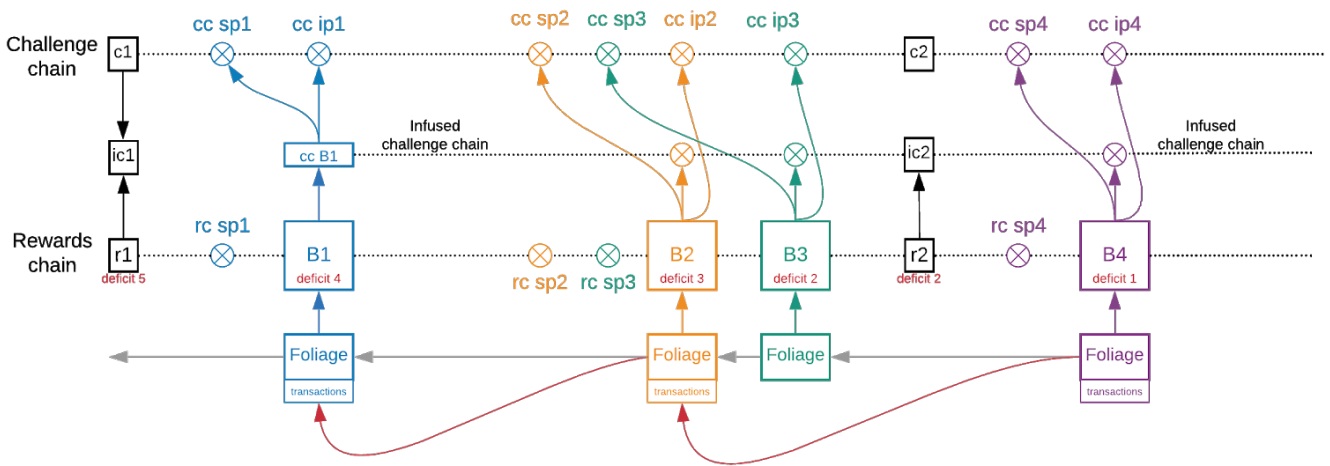 cc sp1
cc ip1
cc sp2
cc sp3
cc ip2
cc ip3
cc sp4
cc ip4
Challenge
chain
c1
c2
ic1
cc B1
Infused
challenge chain
ic2
Infused
challenge chain
rc sp1
rc sp4
Rewards
chain
r1
deficit 5
B1
deficit 4
rc sp2
rc sp3
B2
deficit 3
B3
deficit 2
r2
deficit 2
B4
deficit 1
Foliage
transactions
Foliage
transactions
Foliage
Foliage
transactions